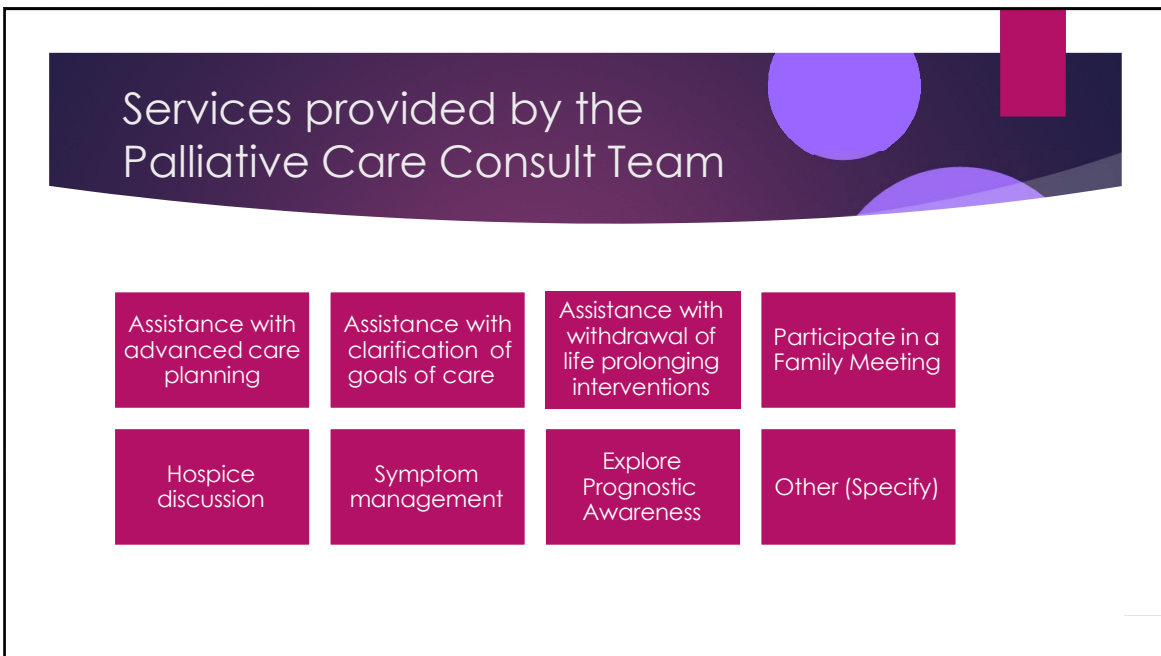 Services provided by the
Palliative Care Consult Team
Assistance with
advanced care
planning
Assistance with
clarification of
goals of care
Assistance with
withdrawal of
life prolonging
interventions
Participate in a
Family Meeting
Hospice
discussion
Symptom
management
Explore
Prognostic
Awareness
Other (Specify)